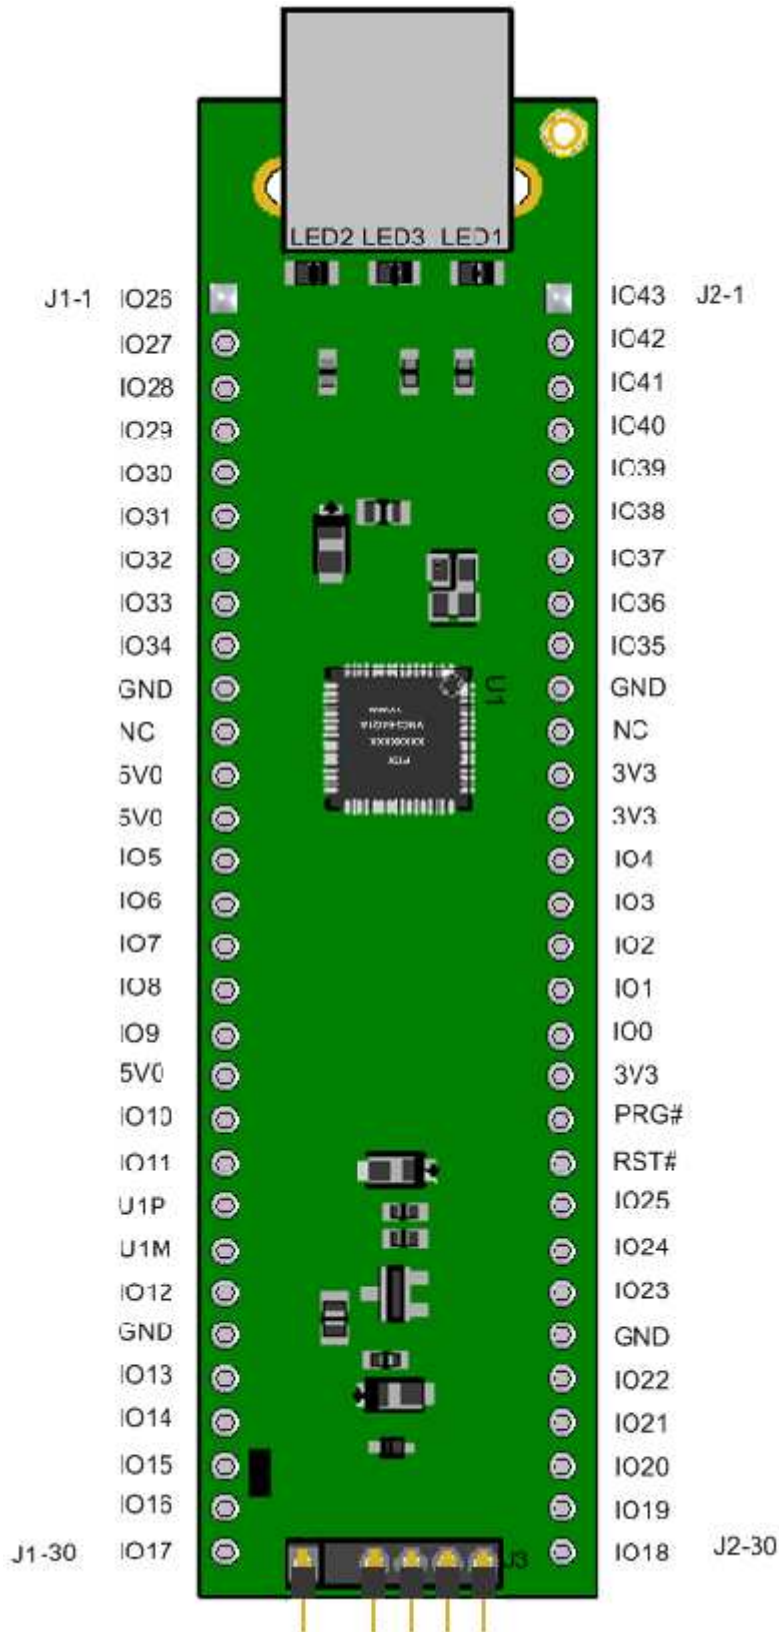 LED2 LED3 LED1
J1-1 IO26 IO43 J2-1
IO27 IO42
IO28 IO41
IO29 IO40
IO30 IO39
IO31 IO38
IO32 IO37
IO33 IO36
IO34 IO35
GND GND
U1
NC NC
5V0 3V3
5V0 3V3
IO5 IO4
IO6 IO3
IO7 IO2
IO8 IO1
IO9 IO0
5V0 3V3
IO10 PRG#
IO11 RST#
U1P IO25
U1M IO24
IO12 IO23
GND GND
IO13 IO22
IO14 IO21
IO15 IO20
IO16 IO19
J1-30 IO17 J3 IO18 J2-30